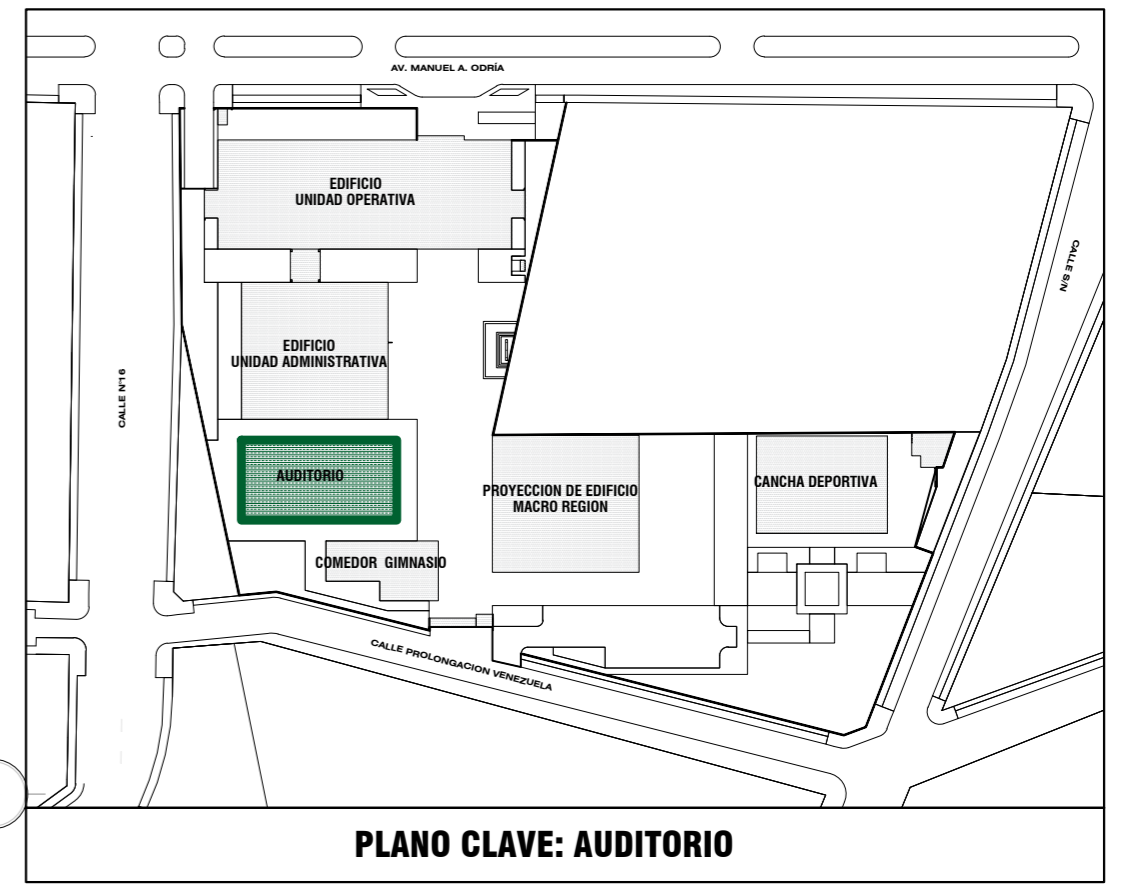 AV. MANUEL A. ODRÍA
EDIFICIO
UNIDAD OPERATIVA
CALLE S/N
EDIFICIO
UNIDAD ADMINISTRATIVA
CALLE N°16
AUDITORIO
PROYECCION DE EDIFICIO
MACRO REGION
CANCHA DEPORTIVA
COMEDOR GIMNASIO
CALLE PROLONGACION VENEZUELA
PLANO CLAVE: AUDITORIO